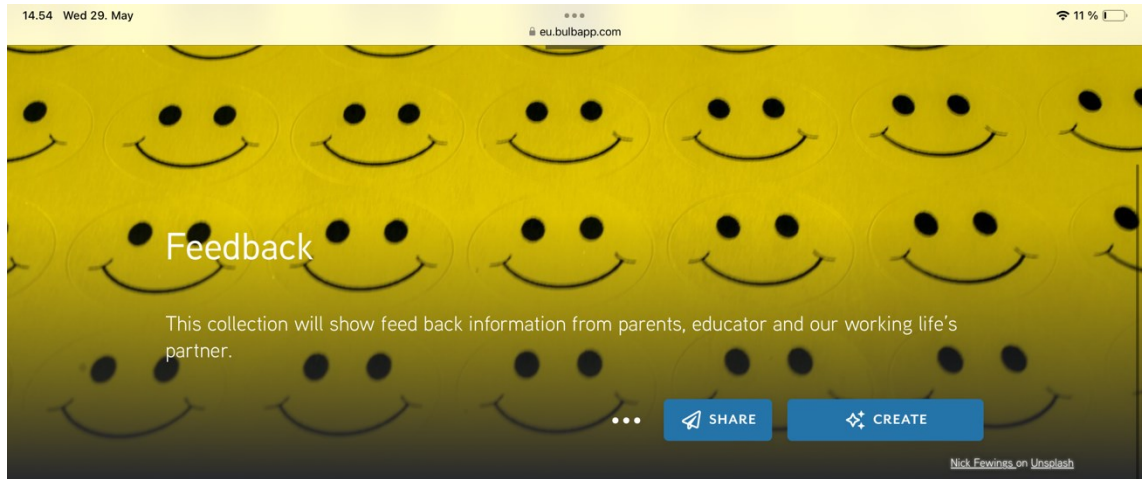 14.54 Wed 29. May
11 %
eu.bulbapp.com
Feedback
This collection will show feed back information from parents, educator and our working life's
partner.
SHARE
CREATE
Nick Fewings on Unsplash